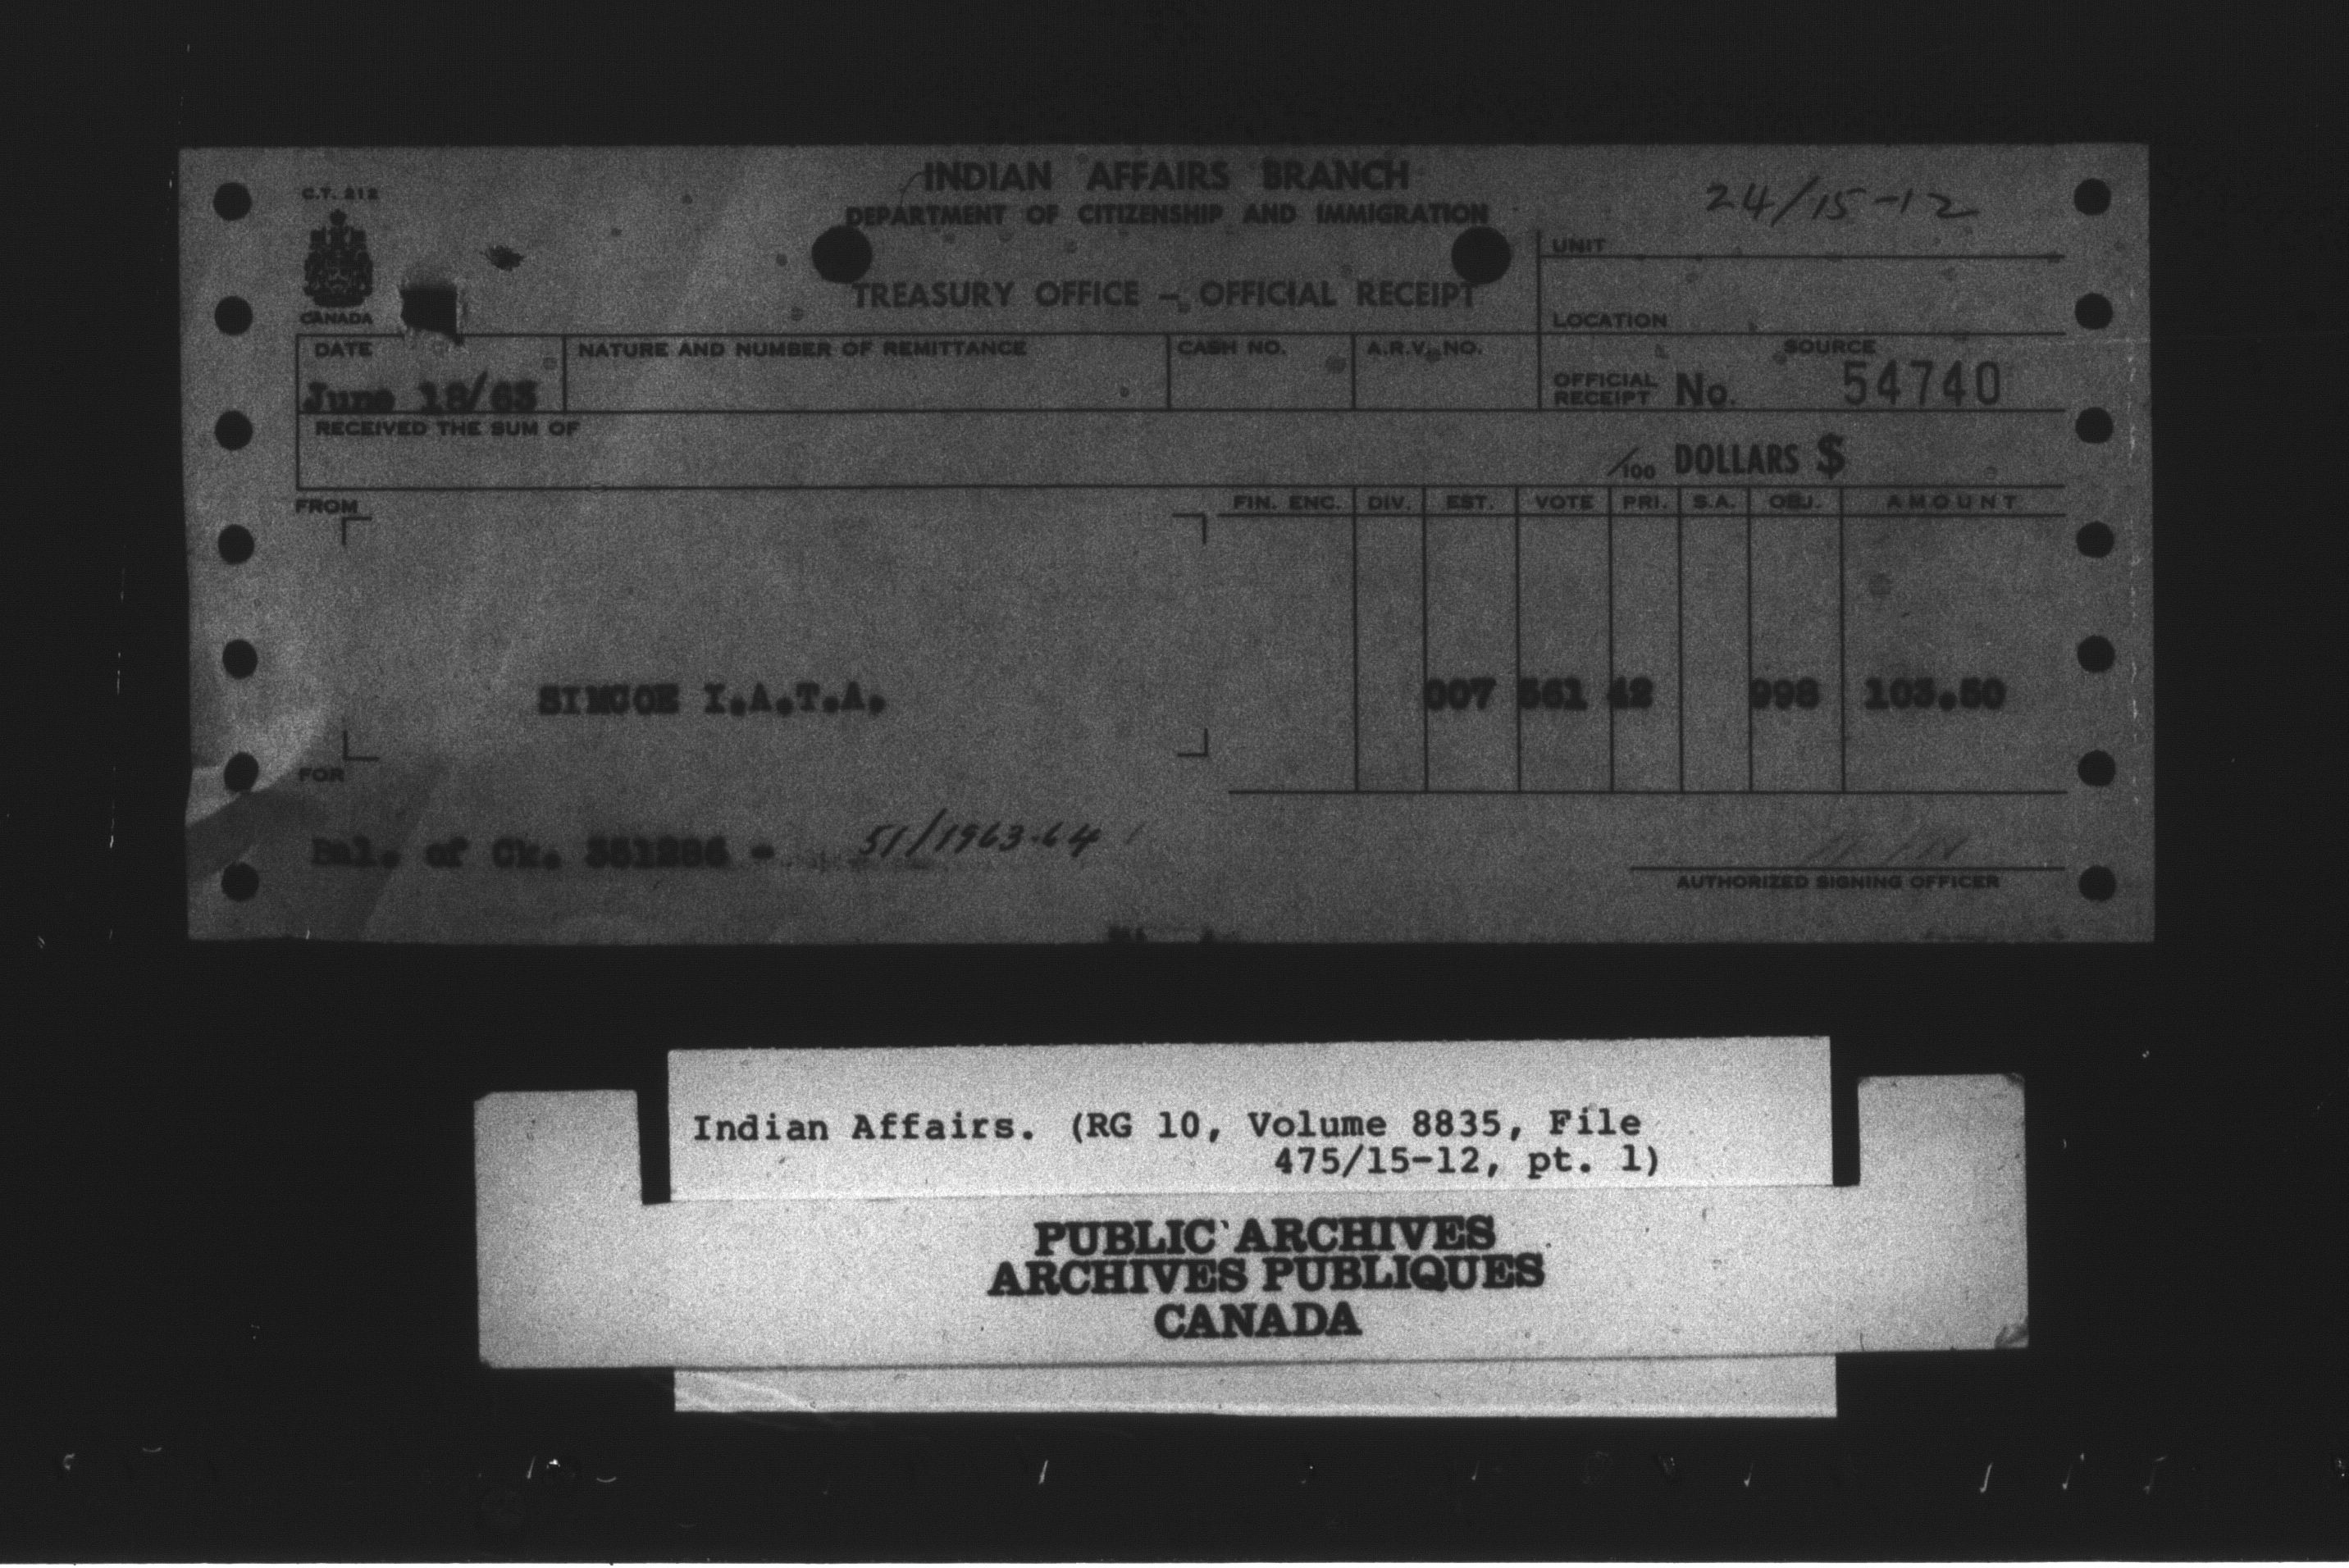 C.T. 212
INDIAN AFFAIRS BRANCH
DEPARTMENT OF CITIZENSHIP AND IMMIGRATION
24/15-12
UNIT
TREASURY OFFICE – OFFICIAL RECEIPT
CANADA
LOCATION
DATE NATURE AND NUMBER OF REMITTANCE CASH NO. A.R.V. NO. SOURCE
June 18/63 OFFICIAL RECEIPT No. 54740
RECEIVED THE SUM OF
/100 DOLLARS $
FROM FIN. ENC. DIV. EST. VOTE PRI. S.A. OBJ. AMOUNT
SIMCOE I.A.T.A. 007 561 42 998 103.50
FOR
Bal. of Ck. 351286 - 51/1963-64
AUTHORIZED SIGNING OFFICER
Indian Affairs. (RG 10, Volume 8835, File
475/15-12, pt. 1)
PUBLIC ARCHIVES
ARCHIVES PUBLIQUES
CANADA